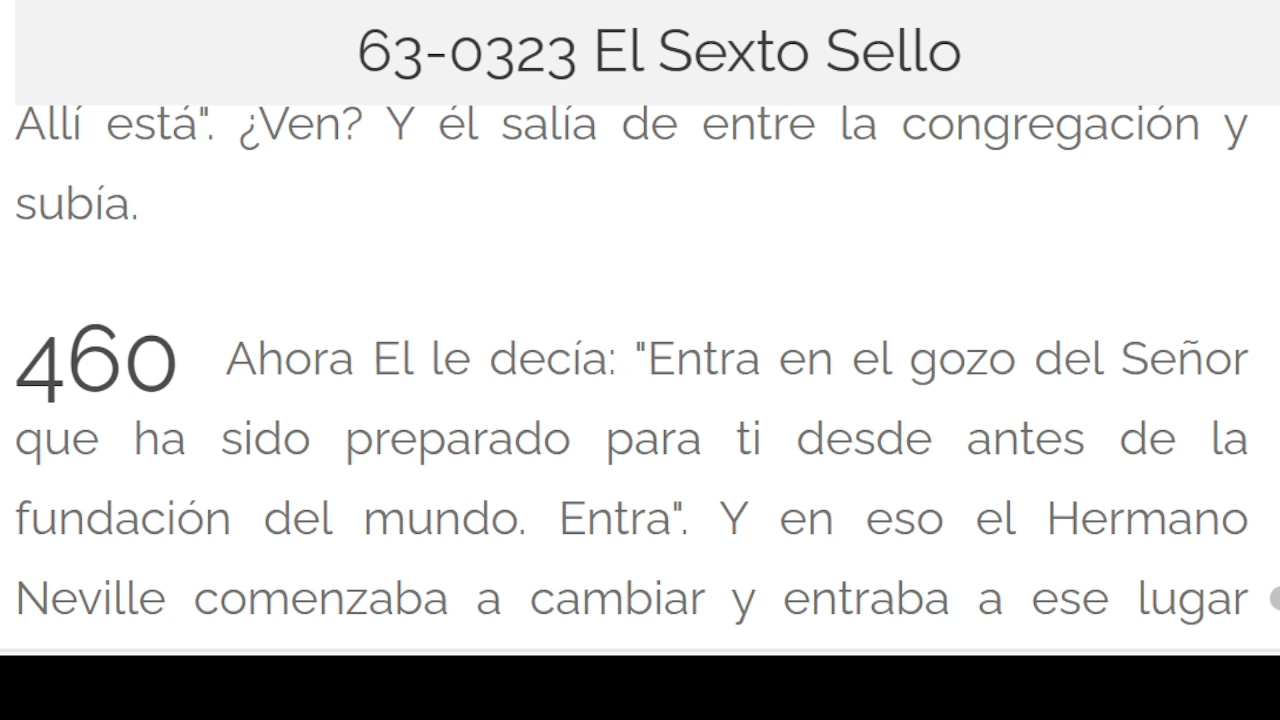 63-0323 El Sexto Sello
Allí está". ¿Ven? Y él salía de entre la congregación y
subía.
460 Ahora El le decía: "Entra en el gozo del Señor
que ha sido preparado para ti desde antes de la
fundación del mundo. Entra". Y en eso el Hermano
Neville comenzaba a cambiar y entraba a ese lugar